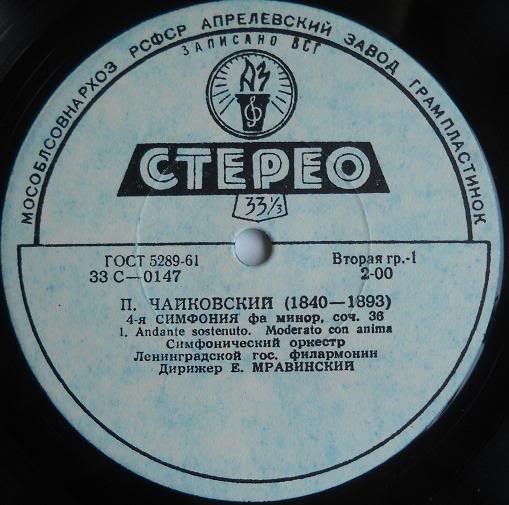 МОСОБЛСОВНАРХОЗ РСФСР АПРЕЛЕВСКИЙ ЗАВОД ГРАМПЛАСТИНОК
ЗАПИСАНО ВСГ
АЗ
СТЕРЕО
33⅓
ГОСТ 5289-61
Вторая гр.-1
33 С—0147
2-00
П. ЧАЙКОВСКИЙ (1840—1893)
4-я СИМФОНИЯ фа минор, соч. 36
1. Andante sostenuto. Moderato con anima
Симфонический оркестр
Ленинградской гос. филармонии
Дирижер Е. МРАВИНСКИЙ